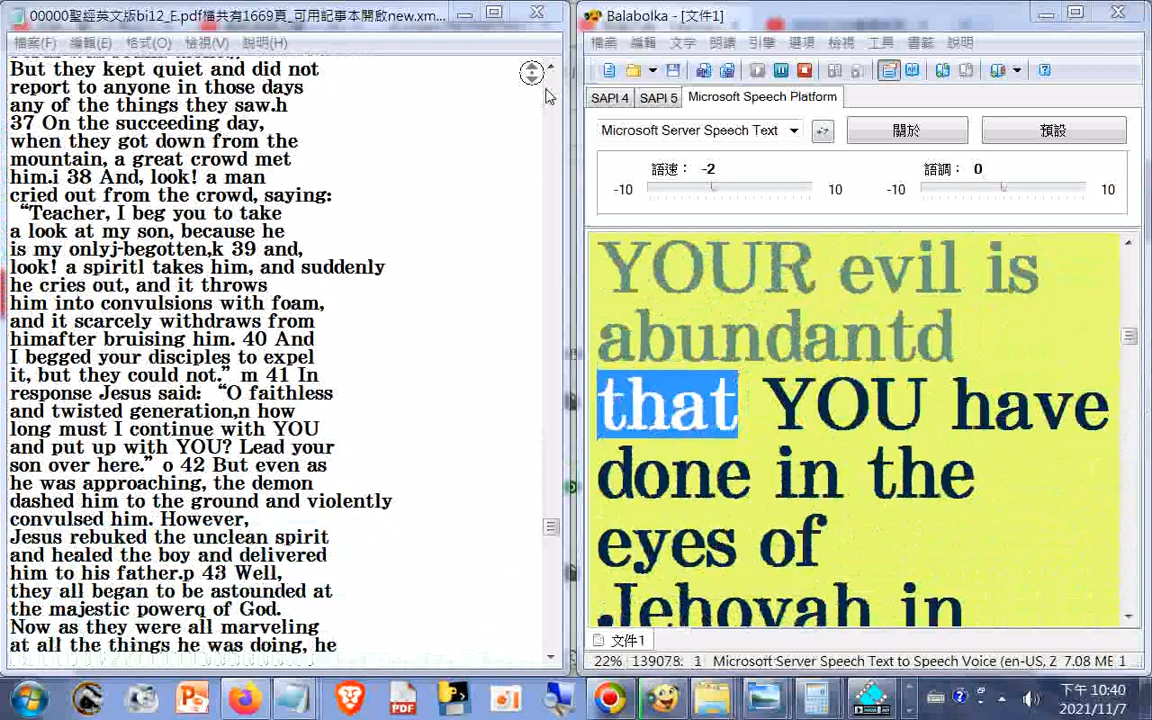 00000聖經英文版bi12_E.pdf檔共有1669頁_可用記事本開啟new.xm...
檔案(F) 編輯(E) 格式(O) 檢視(V) 說明(H)
But they kept quiet and did not
report to anyone in those days
any of the things they saw.h
37 On the succeeding day,
when they got down from the
mountain, a great crowd met
him.i 38 And, look! a man
cried out from the crowd, saying:
“Teacher, I beg you to take
a look at my son, because he
is my onlyj-begotten,k 39 and,
look! a spiritl takes him, and suddenly
he cries out, and it throws
him into convulsions with foam,
and it scarcely withdraws from
himafter bruising him. 40 And
I begged your disciples to expel
it, but they could not.” m 41 In
response Jesus said: “O faithless
and twisted generation,n how
long must I continue with YOU
and put up with YOU? Lead your
son over here.” o 42 But even as
he was approaching, the demon
dashed him to the ground and violently
convulsed him. However,
Jesus rebuked the unclean spirit
and healed the boy and delivered
him to his father.p 43 Well,
they all began to be astounded at
the majestic powerq of God.
Now as they were all marveling
at all the things he was doing, he
Balabolka - [文件1]
檔案 編輯 文字 朗讀 引擎 選項 檢視 工具 書籤 說明
SAPI 4 SAPI 5 Microsoft Speech Platform
Microsoft Server Speech Text 關於 預設
語速： -2 語調： 0
-10 10 -10 10
YOUR evil is
abundantd
that YOU have
done in the
eyes of
Jehovah in
文件1
22% 139078. 1 Microsoft Server Speech Text to Speech Voice (en-US, Z 7.08 ME 1
下午 10:40
2021/11/7